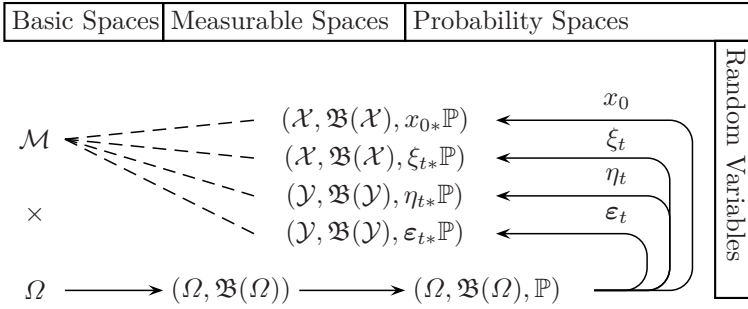 Basic Spaces Measurable Spaces Probability Spaces
Random Variables
x₀
ℳ (𝒳, 𝔅(𝒳), x₀∗ℙ)
ξₜ
(𝒳, 𝔅(𝒳), ξₜ∗ℙ)
ηₜ
(𝒴, 𝔅(𝒴), ηₜ∗ℙ)
× 𝜺ₜ
(𝒴, 𝔅(𝒴), 𝜺ₜ∗ℙ)
Ω (Ω, 𝔅(Ω)) (Ω, 𝔅(Ω), ℙ)